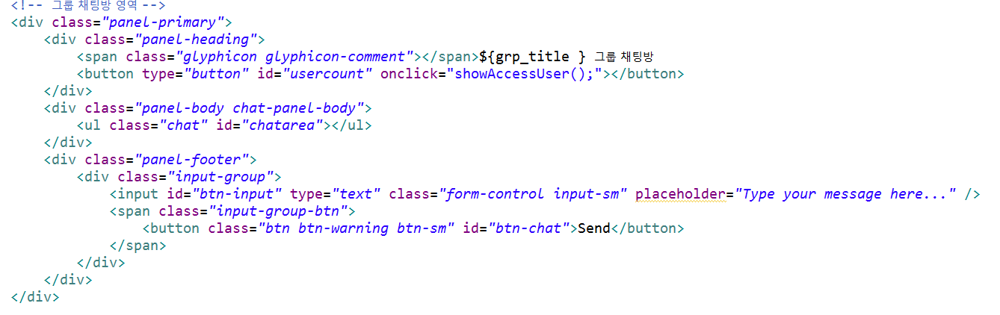 <!-- 그룹 채팅방 영역 -->
<div class="panel-primary">
    <div class="panel-heading">
        <span class="glyphicon glyphicon-comment"></span>${grp_title } 그룹 채팅방
        <button type="button" id="usercount" onclick="showAccessUser();"></button>
    </div>
    <div class="panel-body chat-panel-body">
        <ul class="chat" id="chatarea"></ul>
    </div>
    <div class="panel-footer">
        <div class="input-group">
            <input id="btn-input" type="text" class="form-control input-sm" placeholder="Type your message here..." />
            <span class="input-group-btn">
                <button class="btn btn-warning btn-sm" id="btn-chat">Send</button>
            </span>
        </div>
    </div>
</div>